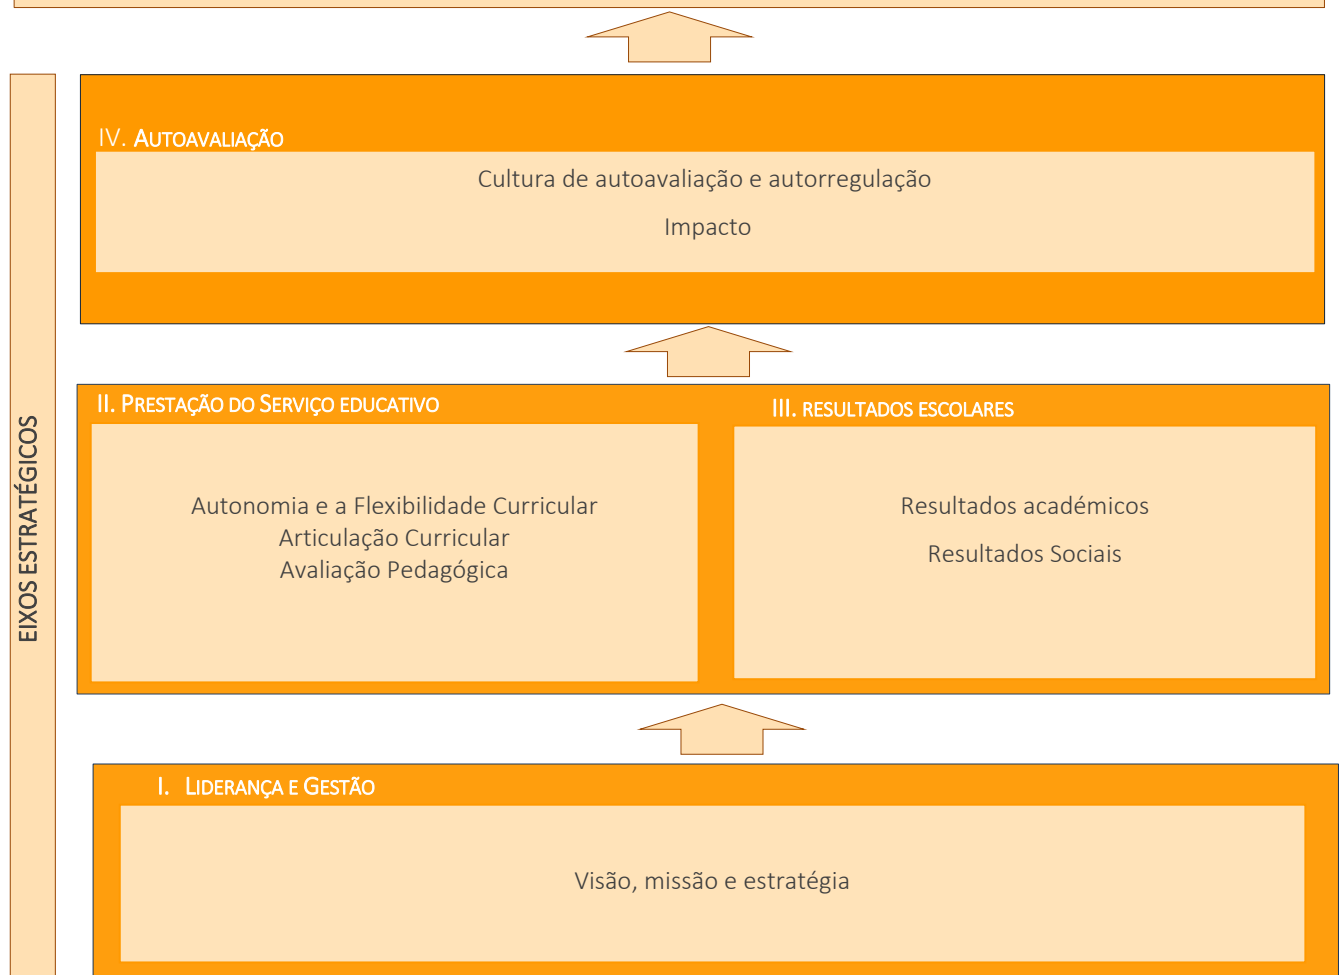 IV. AUTOAVALIAÇÃO
Cultura de autoavaliação e autorregulação
Impacto
EIXOS ESTRATÉGICOS
II. PRESTAÇÃO DO SERVIÇO EDUCATIVO
III. RESULTADOS ESCOLARES
Autonomia e a Flexibilidade Curricular
Articulação Curricular
Avaliação Pedagógica
Resultados académicos
Resultados Sociais
I. LIDERANÇA E GESTÃO
Visão, missão e estratégia